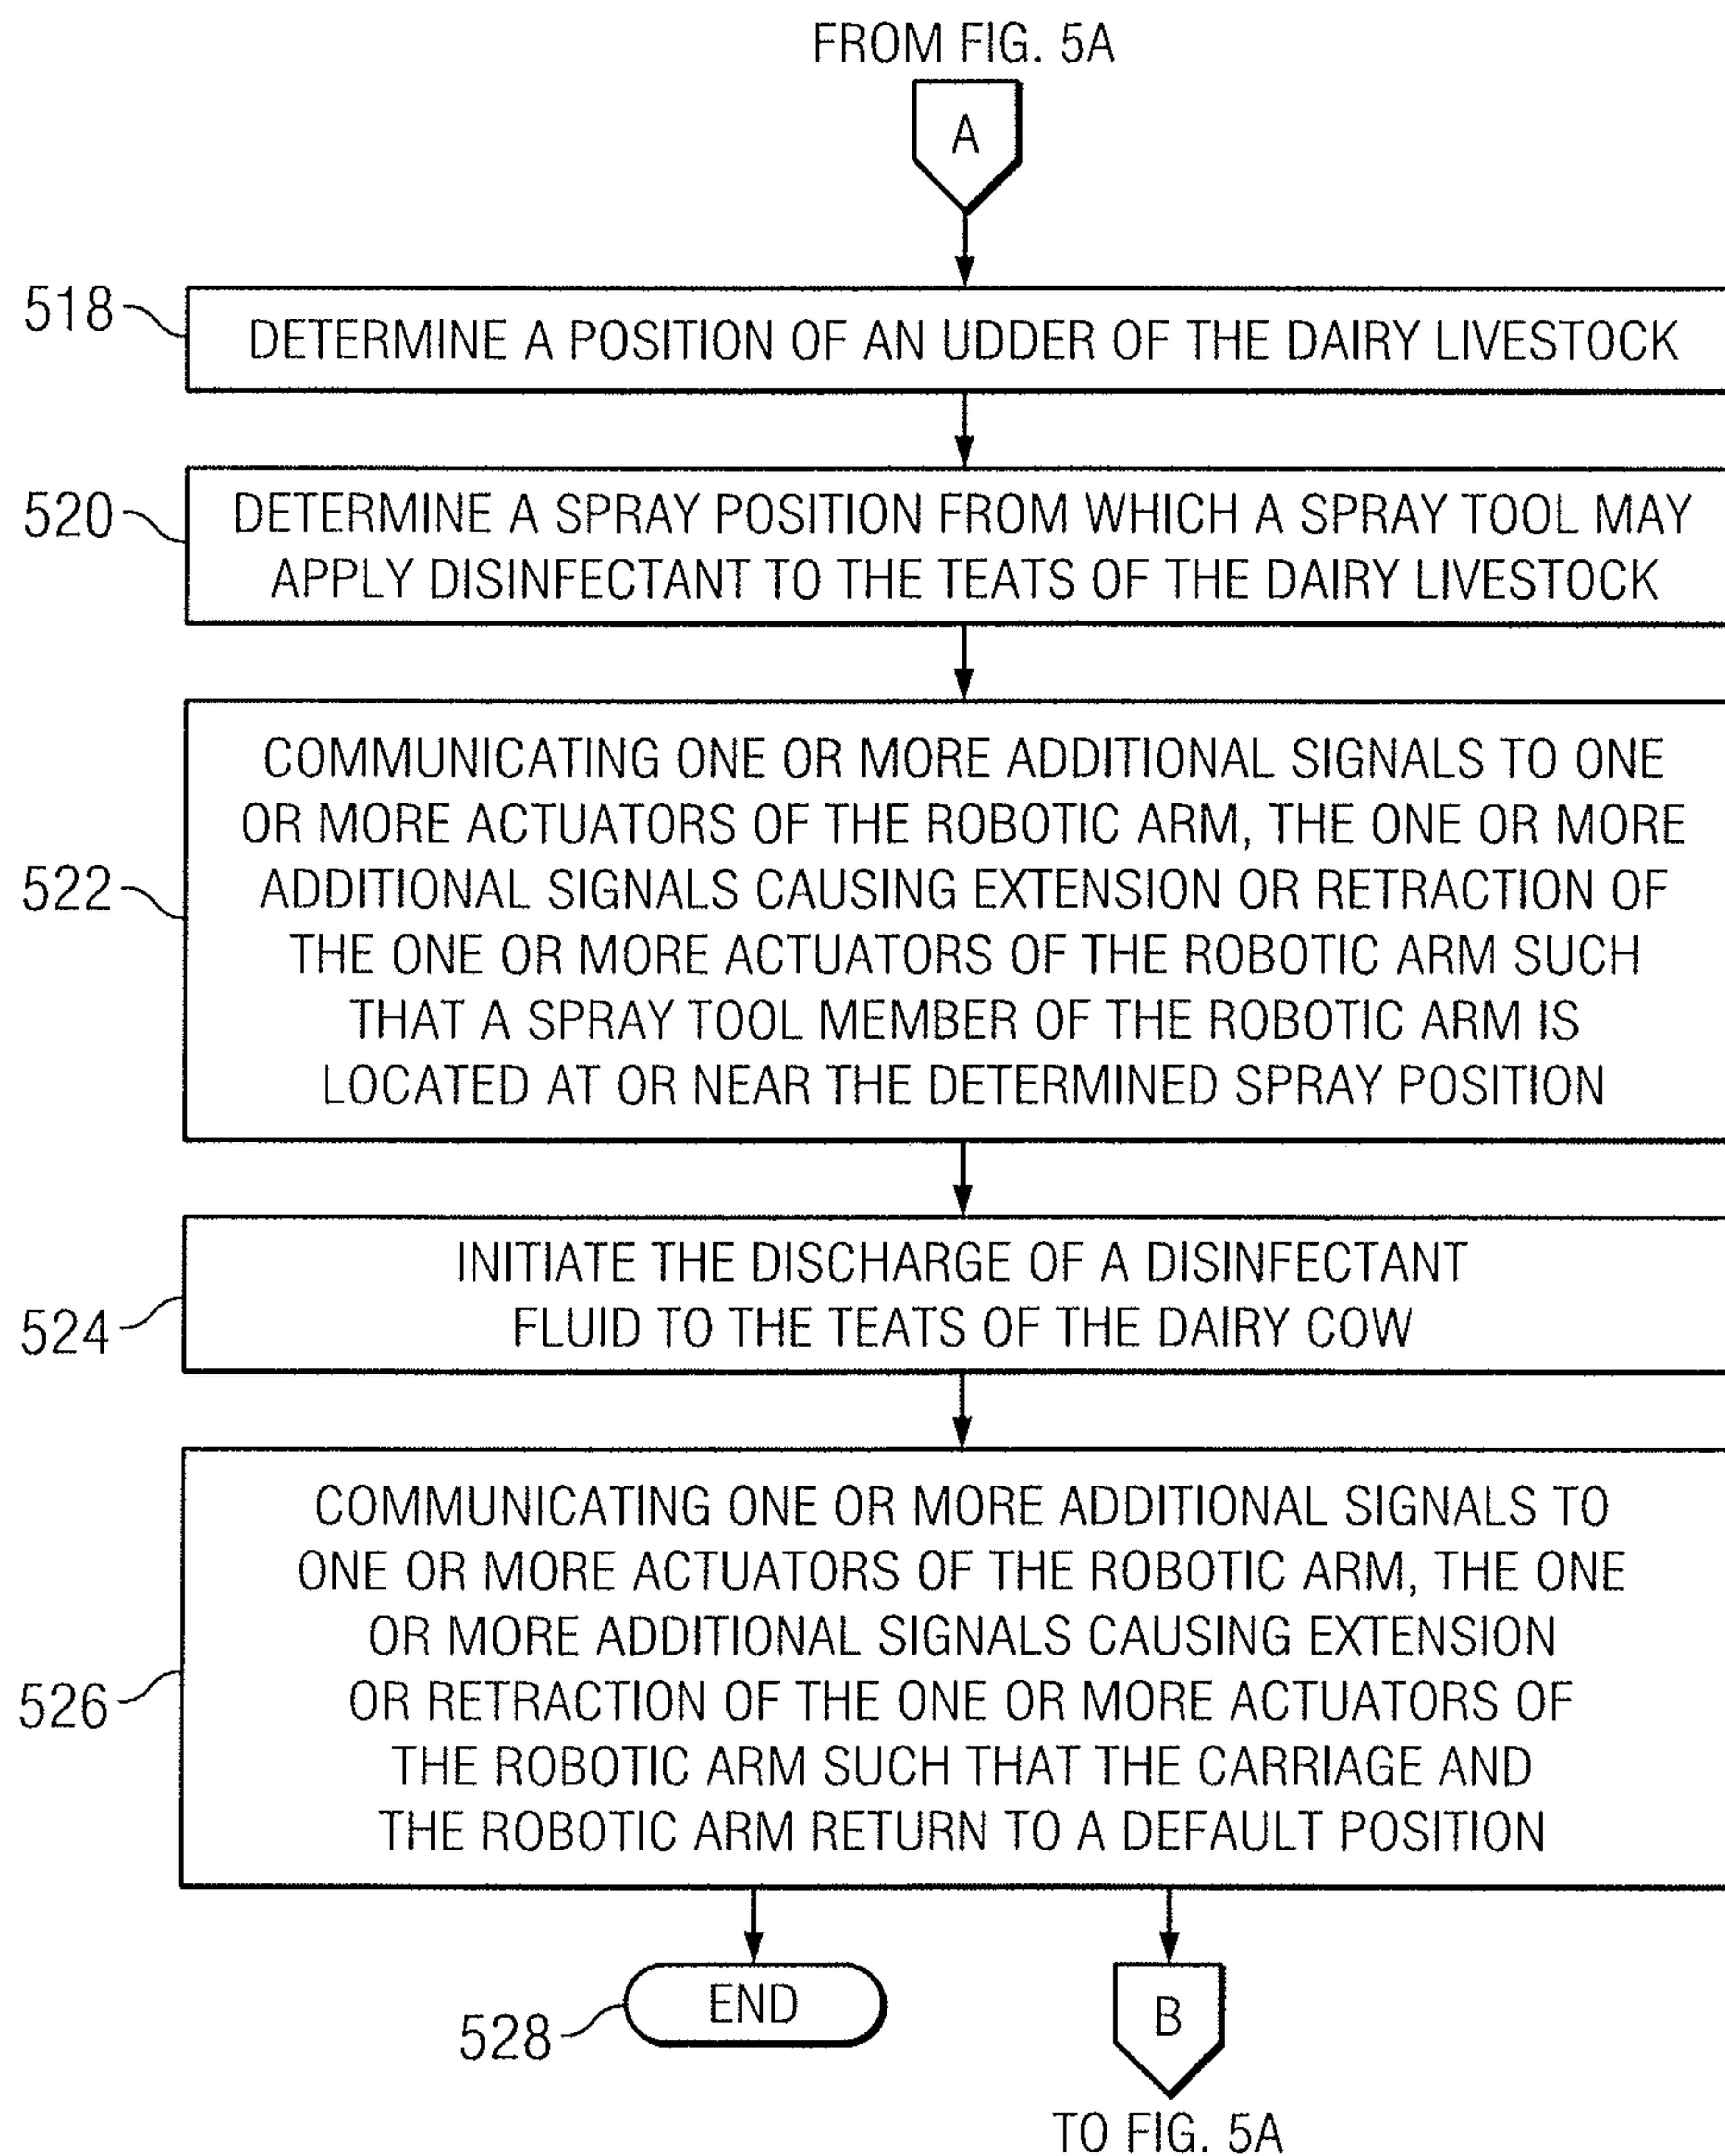 FROM FIG. 5A
A
518
DETERMINE A POSITION OF AN UDDER OF THE DAIRY LIVESTOCK
520
DETERMINE A SPRAY POSITION FROM WHICH A SPRAY TOOL MAY
APPLY DISINFECTANT TO THE TEATS OF THE DAIRY LIVESTOCK
522
COMMUNICATING ONE OR MORE ADDITIONAL SIGNALS TO ONE
OR MORE ACTUATORS OF THE ROBOTIC ARM, THE ONE OR MORE
ADDITIONAL SIGNALS CAUSING EXTENSION OR RETRACTION OF
THE ONE OR MORE ACTUATORS OF THE ROBOTIC ARM SUCH
THAT A SPRAY TOOL MEMBER OF THE ROBOTIC ARM IS
LOCATED AT OR NEAR THE DETERMINED SPRAY POSITION
524
INITIATE THE DISCHARGE OF A DISINFECTANT
FLUID TO THE TEATS OF THE DAIRY COW
526
COMMUNICATING ONE OR MORE ADDITIONAL SIGNALS TO
ONE OR MORE ACTUATORS OF THE ROBOTIC ARM, THE ONE
OR MORE ADDITIONAL SIGNALS CAUSING EXTENSION
OR RETRACTION OF THE ONE OR MORE ACTUATORS OF
THE ROBOTIC ARM SUCH THAT THE CARRIAGE AND
THE ROBOTIC ARM RETURN TO A DEFAULT POSITION
528
END
B
TO FIG. 5A